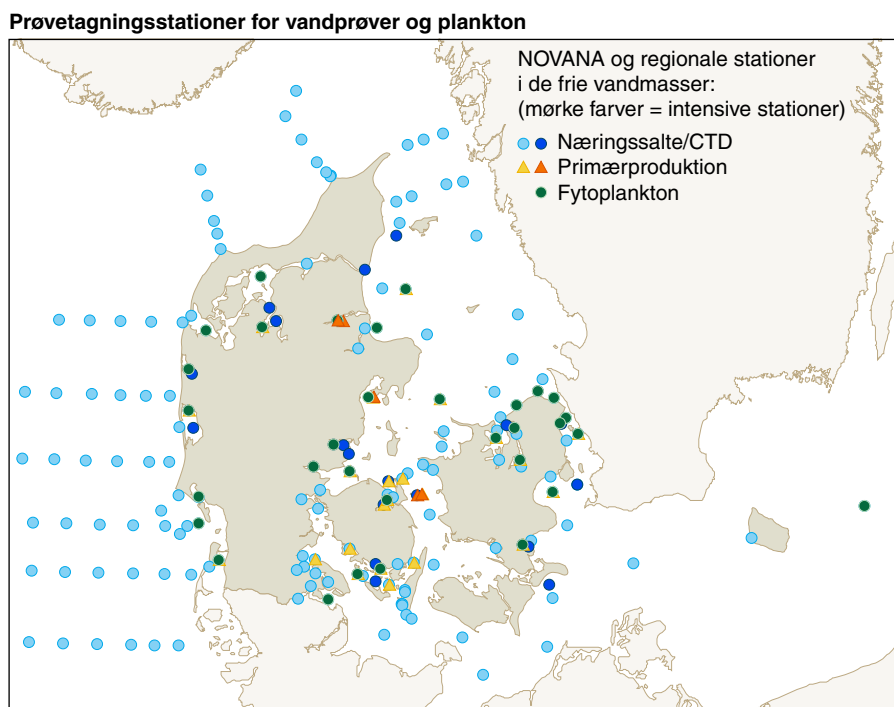 Prøvetagningsstationer for vandprøver og plankton
NOVANA og regionale stationer
i de frie vandmasser:
(mørke farver = intensive stationer)
Næringssalte/CTD
Primærproduktion
Fytoplankton